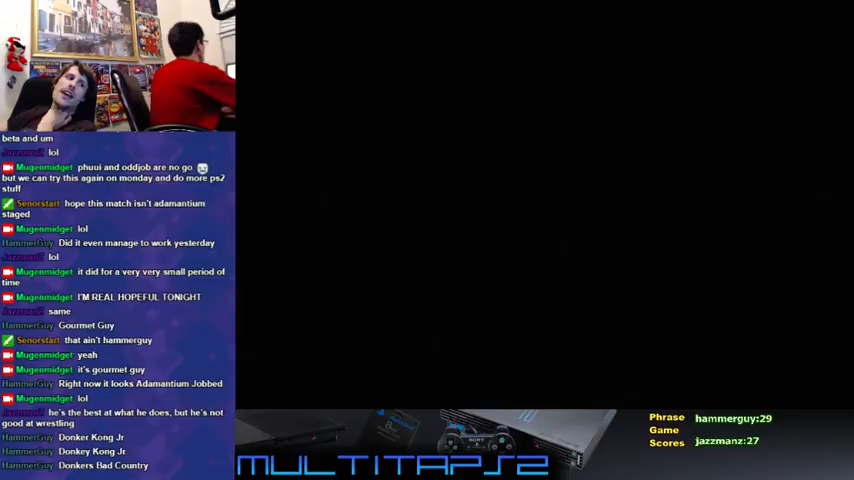 beta and um
Jazzmanz lol
Mugenmidget phuui and oddjob are no go
but we can try this again on monday and do more ps2
stuff
Senorstart hope this match isn't adamantium
staged
Mugenmidget lol
HammerGuy Did it even manage to work yesterday
Jazzmanz lol
Mugenmidget it did for a very very small period of
time
Mugenmidget I'M REAL HOPEFUL TONIGHT
Jazzmanz same
HammerGuy Gourmet Guy
Senorstart that ain't hammerguy
Mugenmidget yeah
Mugenmidget it's gourmet guy
HammerGuy Right now it looks Adamantium Jobbed
Mugenmidget lol
Jazzmanz he's the best at what he does, but he's not
good at wrestling
HammerGuy Donker Kong Jr
HammerGuy Donkey Kong Jr.
HammerGuy Donkers Bad Country
Phrase
Game
Scores
hammerguy:29
jazzmanz:27
MULTITAPS2